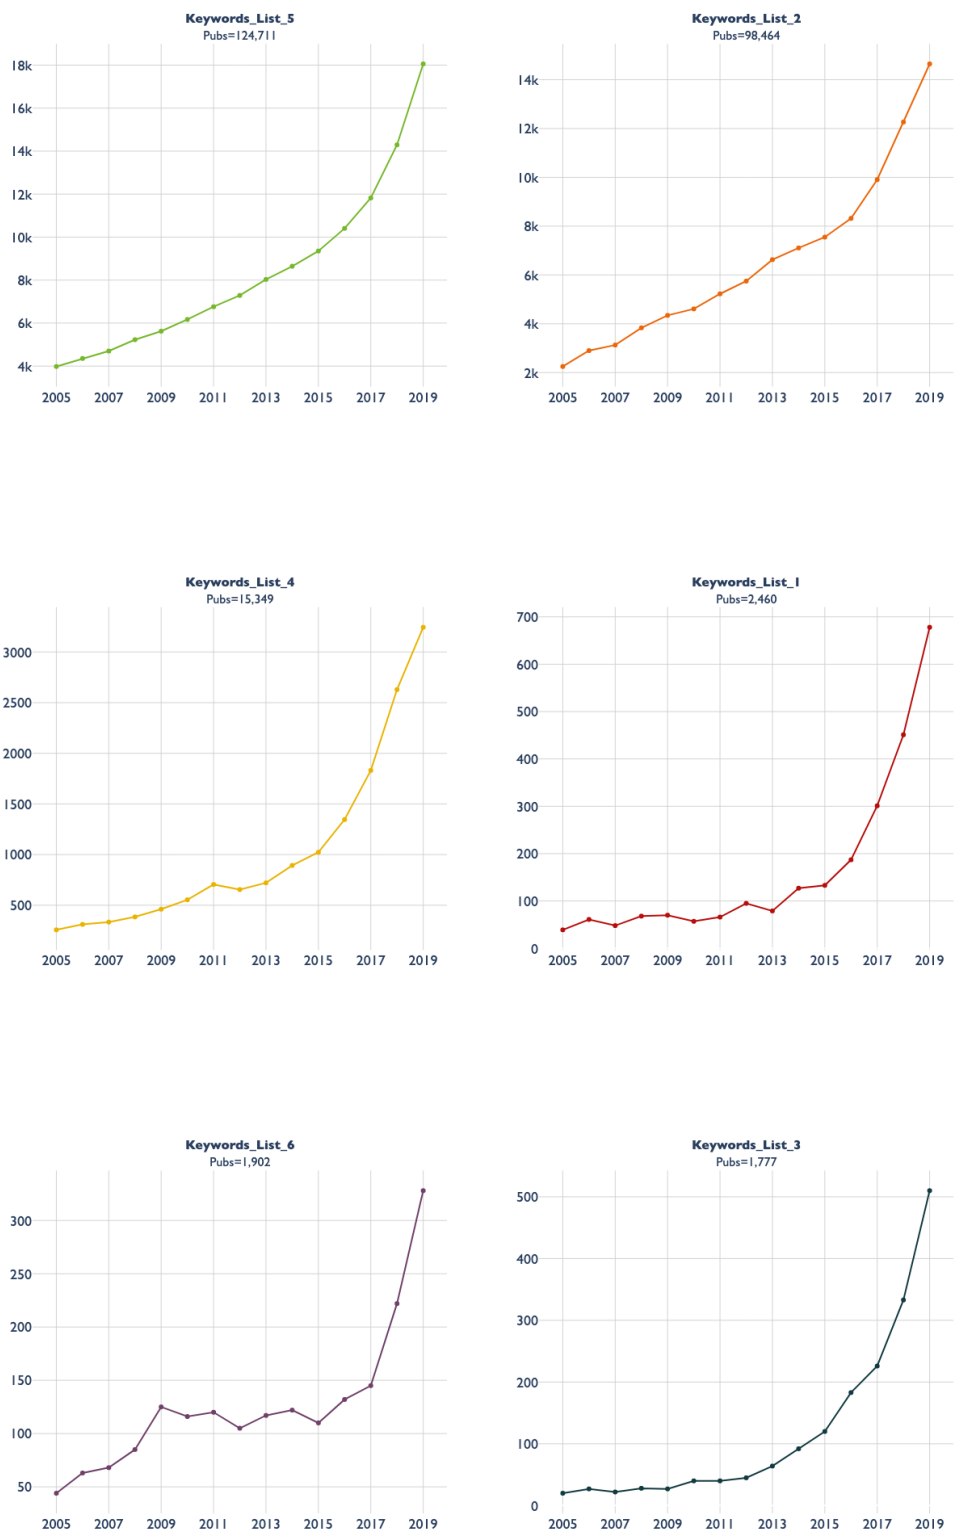 Keywords_List_5
Pubs=124,711
18k
16k
14k
12k
10k
8k
6k
4k
2005 2007 2009 2011 2013 2015 2017 2019
Keywords_List_2
Pubs=98,464
14k
12k
10k
8k
6k
4k
2k
2005 2007 2009 2011 2013 2015 2017 2019
Keywords_List_4
Pubs=15,349
3000
2500
2000
1500
1000
500
2005 2007 2009 2011 2013 2015 2017 2019
Keywords_List_1
Pubs=2,460
700
600
500
400
300
200
100
0
2005 2007 2009 2011 2013 2015 2017 2019
Keywords_List_6
Pubs=1,902
300
250
200
150
100
50
2005 2007 2009 2011 2013 2015 2017 2019
Keywords_List_3
Pubs=1,777
500
400
300
200
100
0
2005 2007 2009 2011 2013 2015 2017 2019